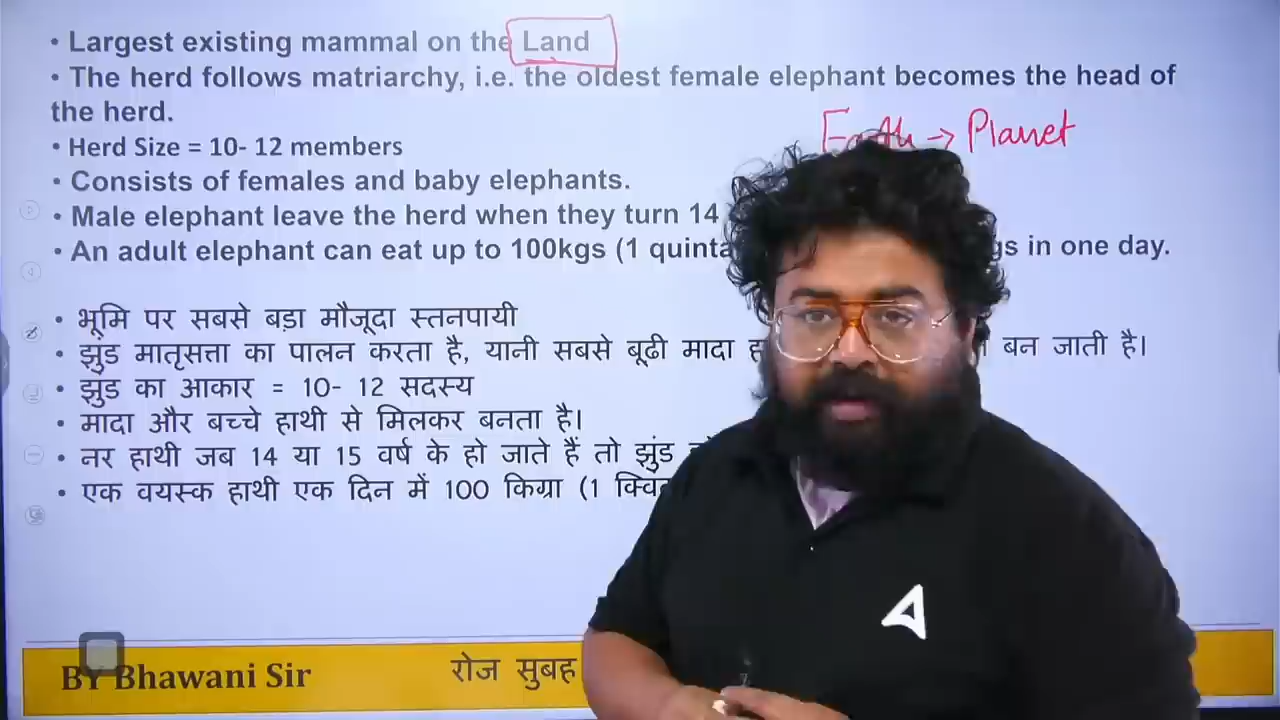 • Largest existing mammal on the Land
• The herd follows matriarchy, i.e. the oldest female elephant becomes the head of
the herd.
Earth → Planet
• Herd Size = 10- 12 members
• Consists of females and baby elephants.
• Male elephant leave the herd when they turn 14
• An adult elephant can eat up to 100kgs (1 in one day.
• भूमि पर सबसे बड़ा मौजूदा स्तनपायी
• झुंड मातृसत्ता का पालन करता है, यानी सबसे बूढी मादा बन जाती है।
• झुंड का आकार = 10- 12 सदस्य
• मादा और बच्चे हाथी से मिलकर बनता है।
• नर हाथी जब 14 या 15 वर्ष के हो जाते हैं तो झुंड
• एक वयस्क हाथी एक दिन में 100 किग्रा (1
BY Bhawani Sir रोज सुबह